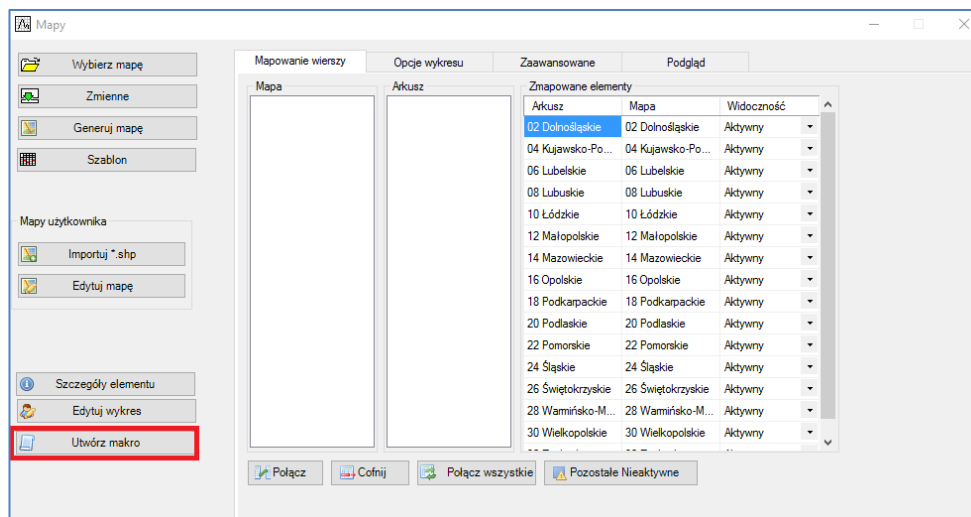 Mapy
Wybierz mapę
Zmienne
Generuj mapę
Szablon
Mapy użytkownika
Importuj *.shp
Edytuj mapę
Szczegóły elementu
Edytuj wykres
Utwórz makro
Mapowanie wierszy Opcje wykresu Zaawansowane Podgląd
Mapa Arkusz Zmapowane elementy
Arkusz Mapa Widoczność
02 Dolnośląskie 02 Dolnośląskie Aktywny
04 Kujawsko-Po... 04 Kujawsko-Po... Aktywny
06 Lubelskie 06 Lubelskie Aktywny
08 Lubuskie 08 Lubuskie Aktywny
10 Łódzkie 10 Łódzkie Aktywny
12 Małopolskie 12 Małopolskie Aktywny
14 Mazowieckie 14 Mazowieckie Aktywny
16 Opolskie 16 Opolskie Aktywny
18 Podkarpackie 18 Podkarpackie Aktywny
20 Podlaskie 20 Podlaskie Aktywny
22 Pomorskie 22 Pomorskie Aktywny
24 Śląskie 24 Śląskie Aktywny
26 Świętokrzyskie 26 Świętokrzyskie Aktywny
28 Warmińsko-M... 28 Warmińsko-M... Aktywny
30 Wielkopolskie 30 Wielkopolskie Aktywny
Połącz Cofnij Połącz wszystkie Pozostałe Nieaktywne